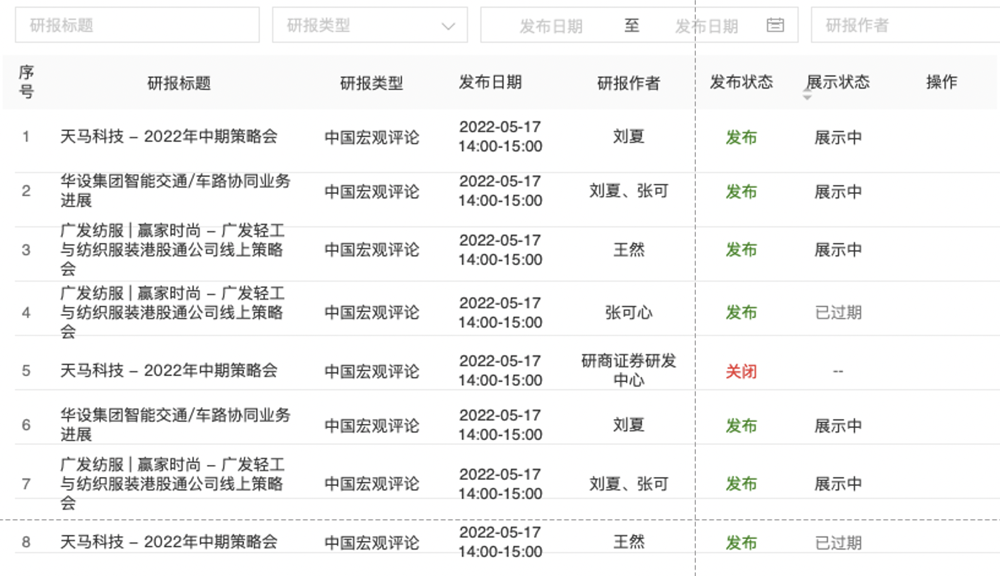 研报标题 研报类型 发布日期 至 发布日期 研报作者
序号 研报标题 研报类型 发布日期 研报作者 发布状态 展示状态 操作
1 天马科技 – 2022年中期策略会 中国宏观评论 2022-05-17 14:00-15:00 刘夏 发布 展示中
2 华设集团智能交通/车路协同业务进展 中国宏观评论 2022-05-17 14:00-15:00 刘夏、张可 发布 展示中
3 广发纺服 | 赢家时尚 – 广发轻工与纺织服装港股通公司线上策略会 中国宏观评论 2022-05-17 14:00-15:00 王然 发布 展示中
4 广发纺服 | 赢家时尚 – 广发轻工与纺织服装港股通公司线上策略会 中国宏观评论 2022-05-17 14:00-15:00 张可心 发布 已过期
5 天马科技 – 2022年中期策略会 中国宏观评论 2022-05-17 14:00-15:00 研商证券研发中心 关闭 --
6 华设集团智能交通/车路协同业务进展 中国宏观评论 2022-05-17 14:00-15:00 刘夏 发布 展示中
7 广发纺服 | 赢家时尚 – 广发轻工与纺织服装港股通公司线上策略会 中国宏观评论 2022-05-17 14:00-15:00 刘夏、张可 发布 展示中
8 天马科技 – 2022年中期策略会 中国宏观评论 2022-05-17 14:00-15:00 王然 发布 已过期